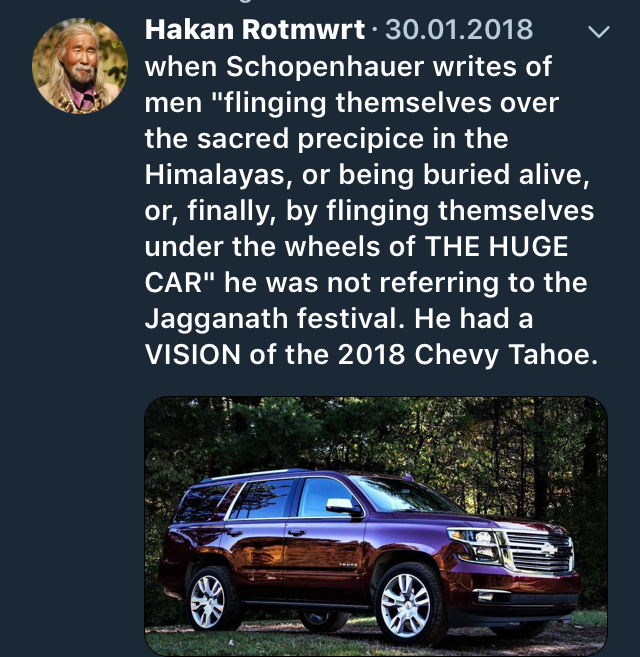 Hakan Rotmwrt · 30.01.2018
when Schopenhauer writes of
men "flinging themselves over
the sacred precipice in the
Himalayas, or being buried alive,
or, finally, by flinging themselves
under the wheels of THE HUGE
CAR" he was not referring to the
Jagganath festival. He had a
VISION of the 2018 Chevy Tahoe.
TAHOE